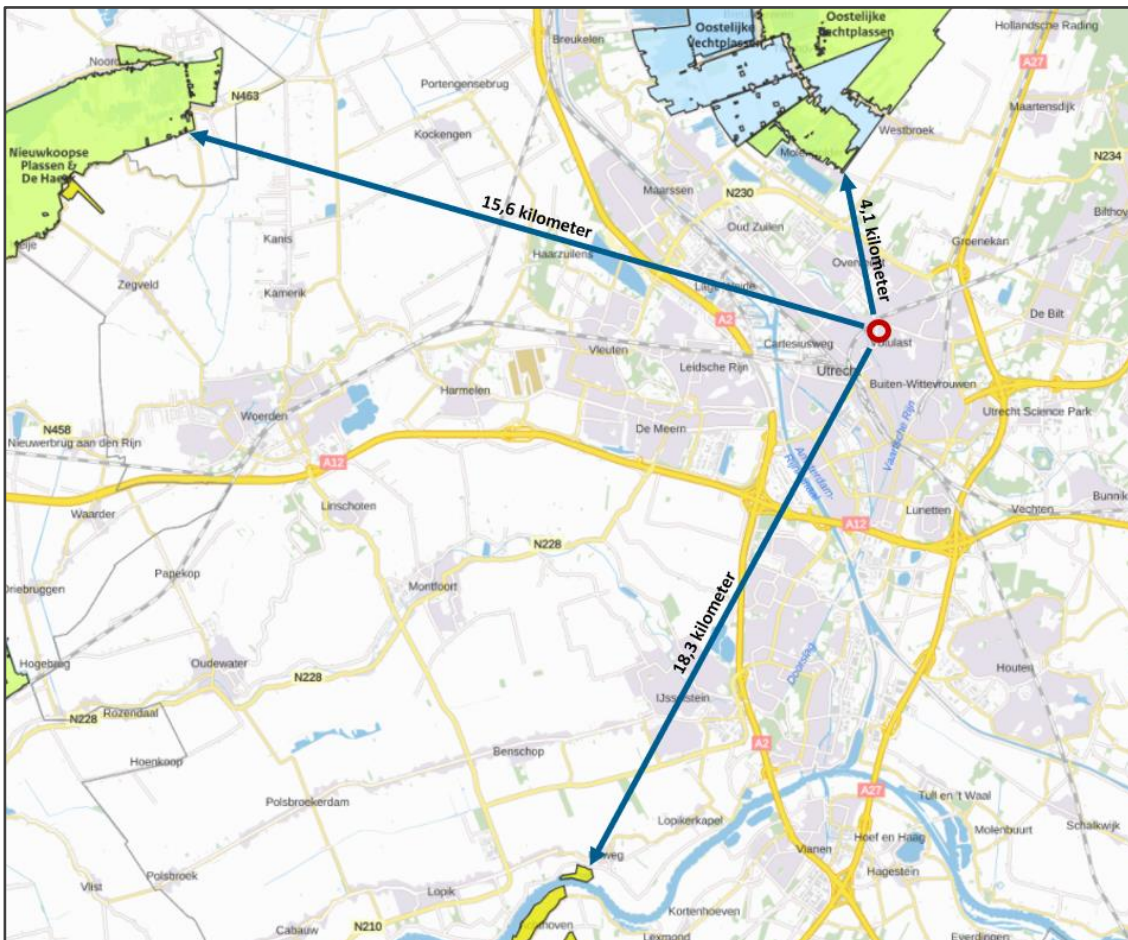 Oostelijke
Vechtplassen
Oostelijke
Vechtplassen
Hollandsche Rading
Breukelen
A27
Noord
Portengensebrug
N463
Maartensdijk
Kockengen
Westbroek
Nieuwkoopse
Plassen &
De Haeck
N234
Maarssen
N230
Bilthov
15,6 kilometer
4,1 kilometer
Oud Zuilen
Kanis
Groenekan
Haarzuilens
Overvecht
Zegveld
Kamerik
Lage Weide
De Bilt
A2
Cartesiusweg
Vleuten
Leidsche Rijn
Utrecht
Harmelen
Buiten-Wittevrouwen
Woerden
Utrecht Science Park
N458
Nieuwerbrug aan den Rijn
De Meern
Vaartsche Rijn
A12
Amsterdam-
Rijnkanaal
Bunnik
Linschoten
Waarder
Lunetten
Vechten
A12
N228
Papekop
Driebruggen
Montfoort
18,3 kilometer
Hogebrug
Oudewater
Doorslag
Houten
N228
IJsselstein
N228
Rozendaal
A2
Benschop
Hoenkoop
A27
Tull en 't Waal
Polsbroekerdam
Lopikerkapel
Molenbuurt
Schalkwijk
Hoef en Haag
Vianen
Hagestein
Vlist
Polsbroek
Lopik
Kortenhoeven
N210
Cabauw
Lexmond
Everdingen